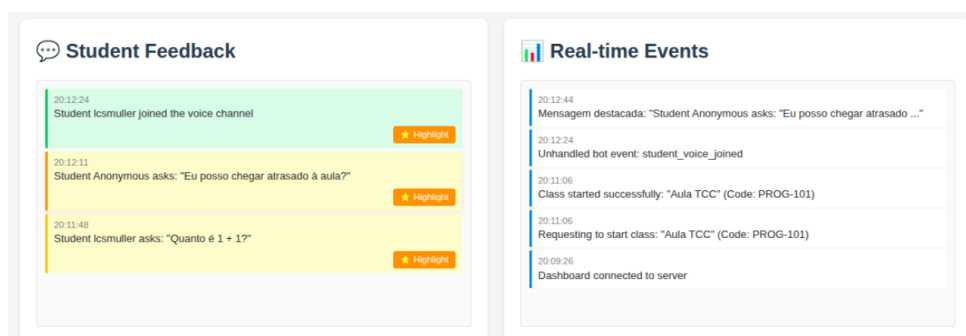 Student Feedback
20:12:24
Student lcsmuller joined the voice channel
Highlight
20:12:11
Student Anonymous asks: "Eu posso chegar atrasado à aula?"
Highlight
20:11:48
Student lcsmuller asks: "Quanto é 1 + 1?"
Highlight
Real-time Events
20:12:44
Mensagem destacada: "Student Anonymous asks: "Eu posso chegar atrasado ..."
20:12:24
Unhandled bot event: student_voice_joined
20:11:06
Class started successfully: "Aula TCC" (Code: PROG-101)
20:11:06
Requesting to start class: "Aula TCC" (Code: PROG-101)
20:09:26
Dashboard connected to server